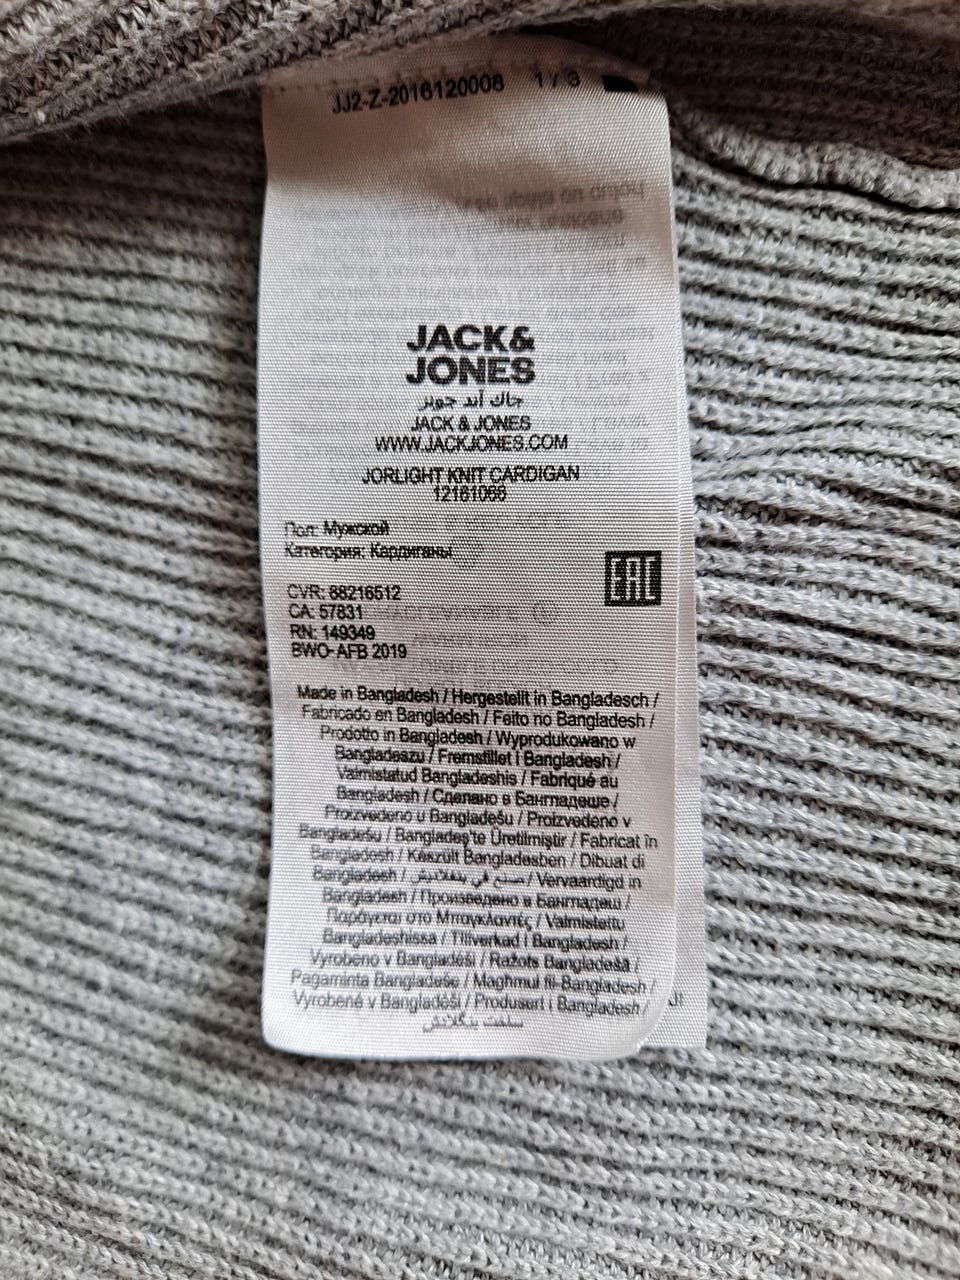 JJ2-Z-2016120008 1 / 3
JACK&
JONES
جاك أند جونز
JACK & JONES
WWW.JACKJONES.COM
JORLIGHT KNIT CARDIGAN
12161066
Пол: Мужской
Категория: Кардиганы
EAC
CVR: 88216512
CA: 57831
RN: 149349
BWO- AFB 2019
Made in Bangladesh / Hergestellt in Bangladesch /
Fabricado en Bangladesh / Feito no Bangladesh /
Prodotto in Bangladesh / Wyprodukowano w
Bangladeszu / Fremstillet i Bangladesh /
Valmistatud Bangladeshis / Fabriqué au
Bangladesh / Сделано в Бангладеше /
Proizvedeno u Bangladešu / Proizvedeno v
Bangladešu / Bangladeş'te Üretilmiştir / Fabricat în
Bangladesh / Készült Bangladesben / Dibuat di
Bangladesh / صنع في بنغلاديش / Vervaardigd in
Bangladesh / Произведено в Бангладеш /
Παράγεται στο Μπαγκλαντές / Valmistettu
Bangladeshissa / Tillverkad i Bangladesh /
Vyrobeno v Bangladéši / Ražots Bangladešā /
Pagaminta Bangladeše / Magħmul fil-Bangladesh /
Vyrobené v Bangladéši / Produsert i Bangladesh /
ساخت بنگلادش